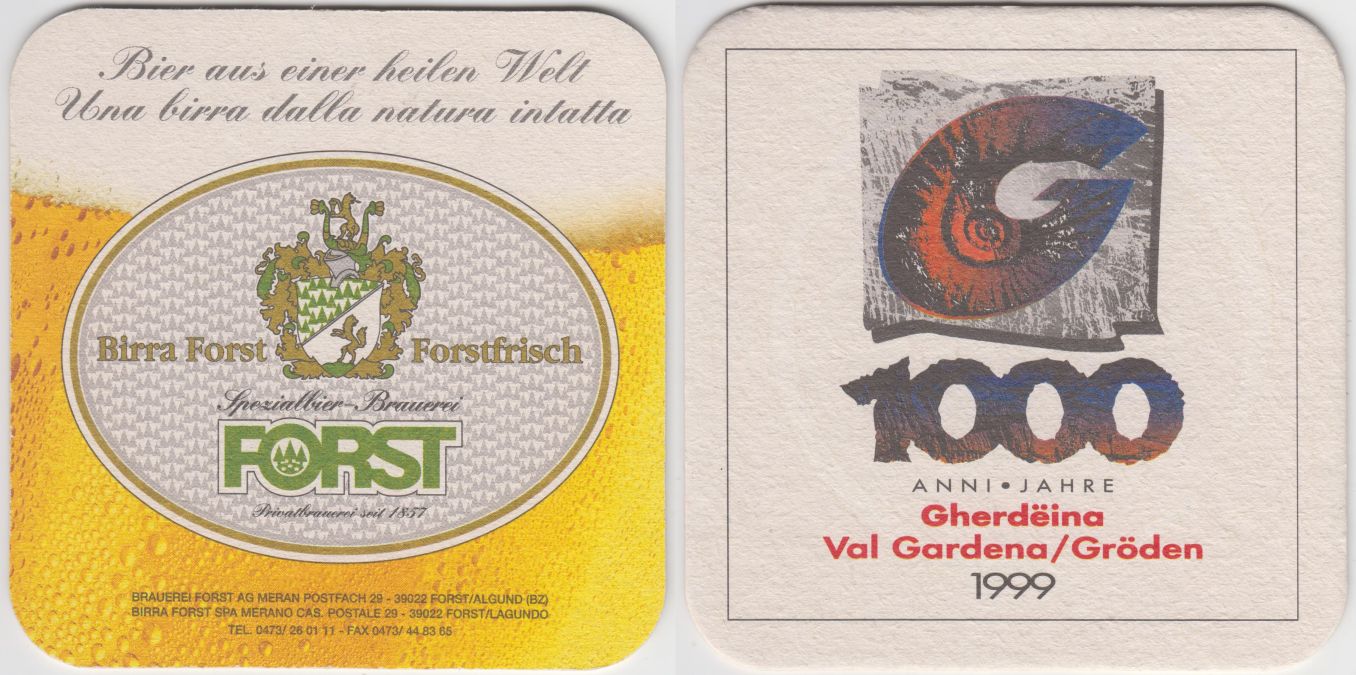 Bier aus einer heilen Welt
Una birra dalla natura intatta
Birra Forst Forstfrisch
Spezialbier-Brauerei
FORST
Privatbrauerei seit 1857
BRAUEREI FORST AG MERAN POSTFACH 29 - 39022 FORST/ALGUND (BZ)
BIRRA FORST SPA MERANO CAS. POSTALE 29 - 39022 FORST/LAGUNDO
TEL. 0473/ 26 01 11 - FAX 0473/ 44 83 65
G
1000
ANNI • JAHRE
Gherdëina
Val Gardena/Gröden
1999